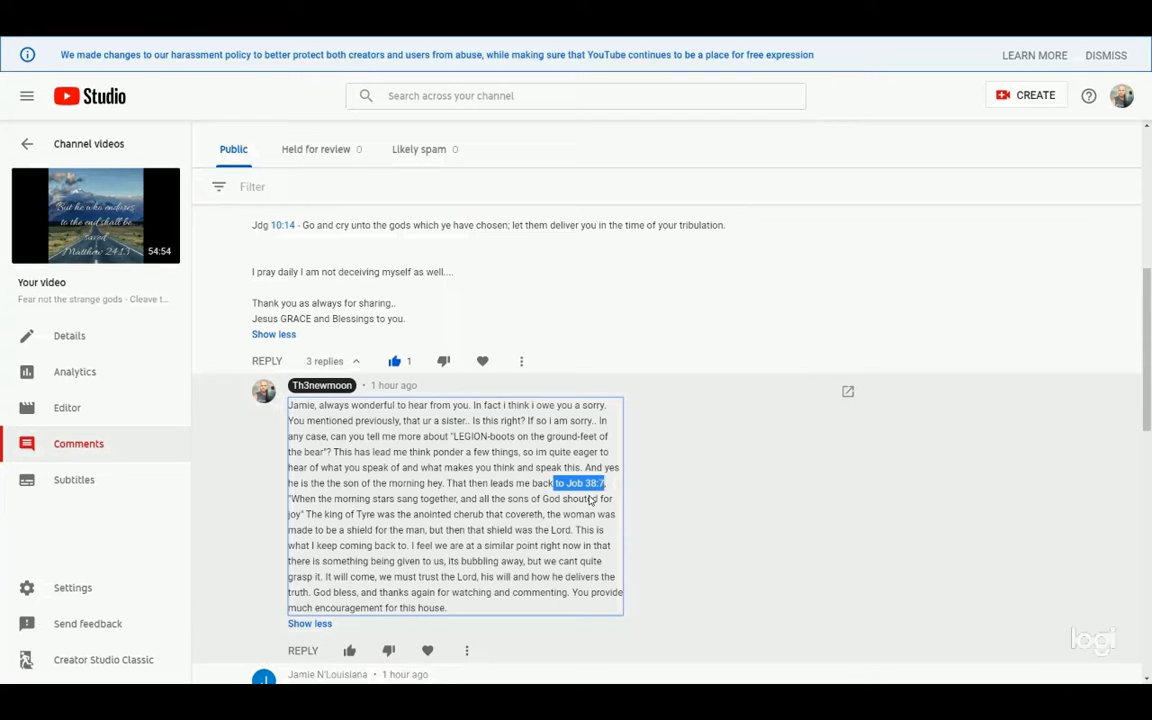 We made changes to our harassment policy to better protect both creators and users from abuse, while making sure that YouTube continues to be a place for free expression
LEARN MORE
DISMISS
Studio
Search across your channel
CREATE
Channel videos
But he who endures
to the end shall be
saved
Matthew 24:13
54:54
Your video
Fear not the strange gods - Cleave t...
Details
Analytics
Editor
Comments
Subtitles
Settings
Send feedback
Creator Studio Classic
Public
Held for review 0
Likely spam 0
Filter
Jdg 10:14 - Go and cry unto the gods which ye have chosen; let them deliver you in the time of your tribulation.
I pray daily I am not deceiving myself as well....
Thank you as always for sharing..
Jesus GRACE and Blessings to you.
Show less
REPLY
3 replies
1
Th3newmoon • 1 hour ago
Jamie, always wonderful to hear from you. In fact i think i owe you a sorry.
You mentioned previously, that ur a sister.. Is this right? If so i am sorry.. In
any case, can you tell me more about "LEGION-boots on the ground-feet of
the bear"? This has lead me think ponder a few things, so im quite eager to
hear of what you speak of and what makes you think and speak this. And yes
he is the the son of the morning hey. That then leads me back to Job 38:7.
"When the morning stars sang together, and all the sons of God shouted for
joy" The king of Tyre was the anointed cherub that covereth, the woman was
made to be a shield for the man, but then that shield was the Lord. This is
what I keep coming back to. I feel we are at a similar point right now in that
there is something being given to us, its bubbling away, but we cant quite
grasp it. It will come, we must trust the Lord, his will and how he delivers the
truth. God bless, and thanks again for watching and commenting. You provide
much encouragement for this house.
Show less
REPLY
J
Jamie N'Louisiana • 1 hour ago
logi